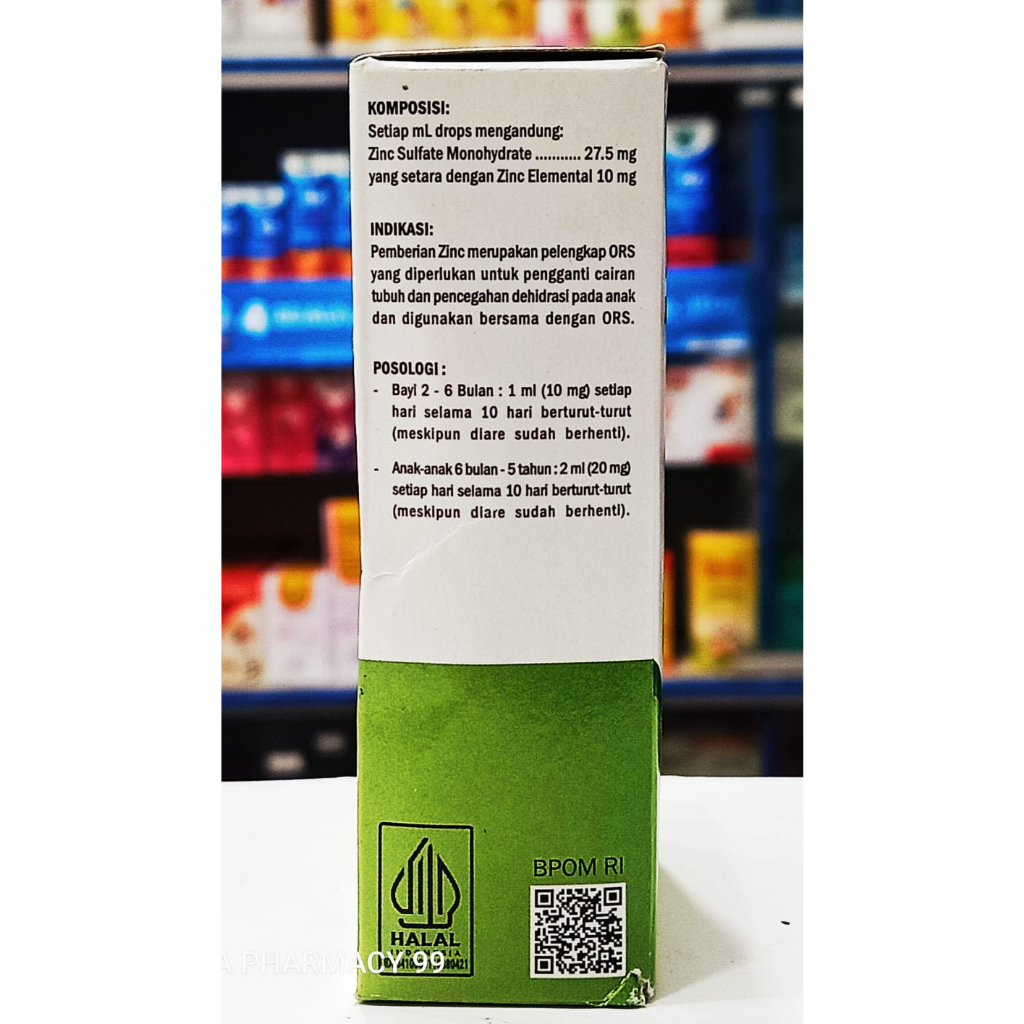 KOMPOSISI:
Setiap mL drops mengandung:
Zinc Sulfate Monohydrate ........... 27.5 mg
yang setara dengan Zinc Elemental 10 mg
INDIKASI:
Pemberian Zinc merupakan pelengkap ORS
yang diperlukan untuk pengganti cairan
tubuh dan pencegahan dehidrasi pada anak
dan digunakan bersama dengan ORS.
POSOLOGI :
- Bayi 2 - 6 Bulan : 1 ml (10 mg) setiap
hari selama 10 hari berturut-turut
(meskipun diare sudah berhenti).
- Anak-anak 6 bulan - 5 tahun : 2 ml (20 mg)
setiap hari selama 10 hari berturut-turut
(meskipun diare sudah berhenti).
HALAL
INDONESIA
BPOM RI
A PHARMACY 99